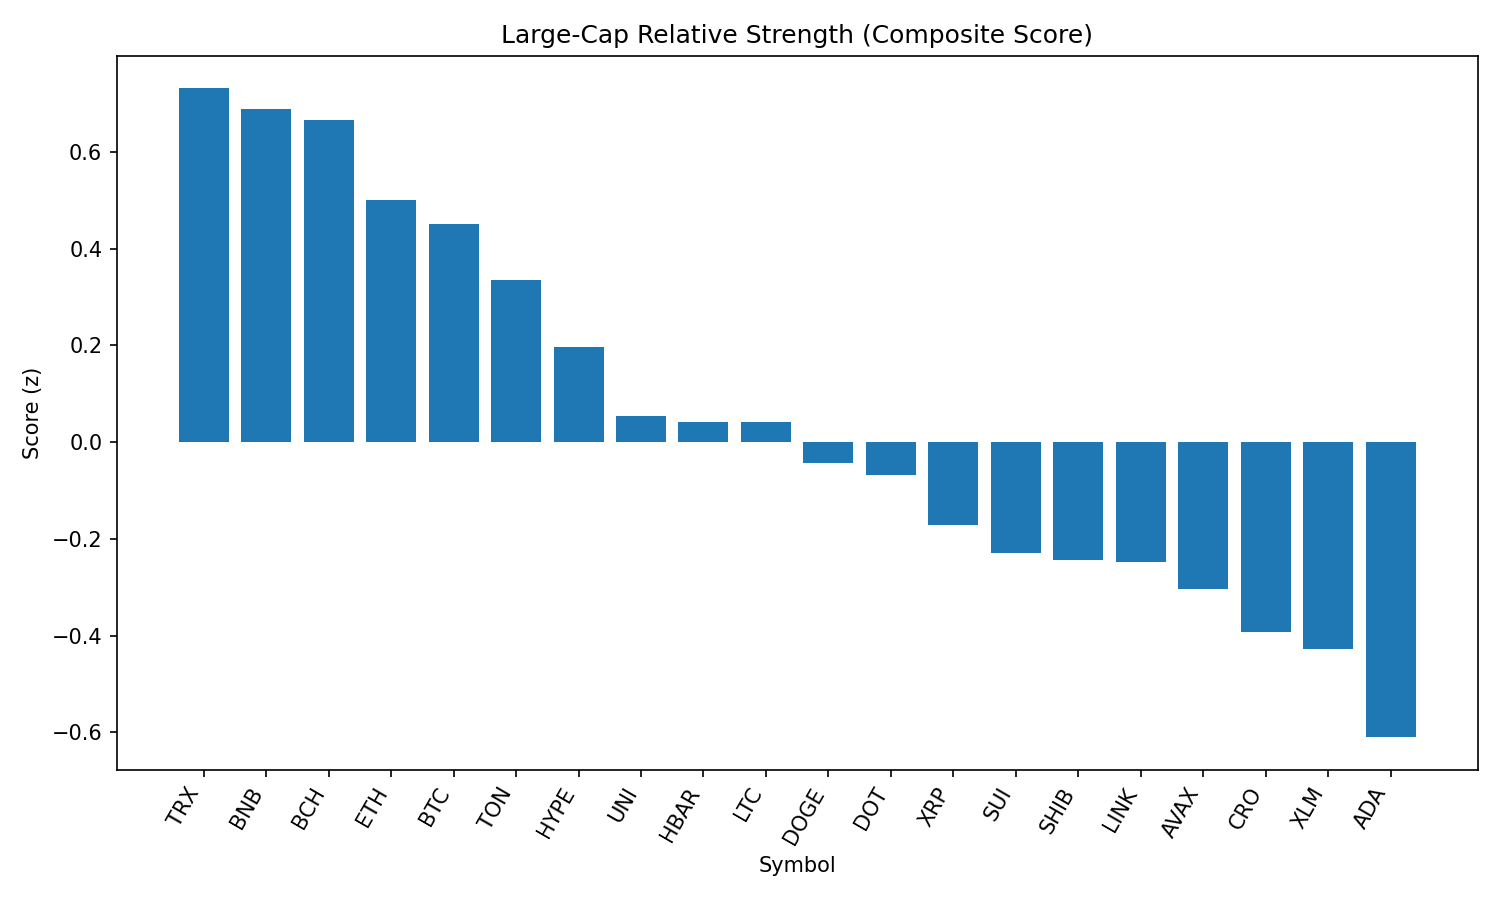 Large-Cap Relative Strength (Composite Score)
Score (z)
0.6
0.4
0.2
0.0
−0.2
−0.4
−0.6
TRX
BNB
BCH
ETH
BTC
TON
HYPE
UNI
HBAR
LTC
DOGE
DOT
XRP
SUI
SHIB
LINK
AVAX
CRO
XLM
ADA
Symbol